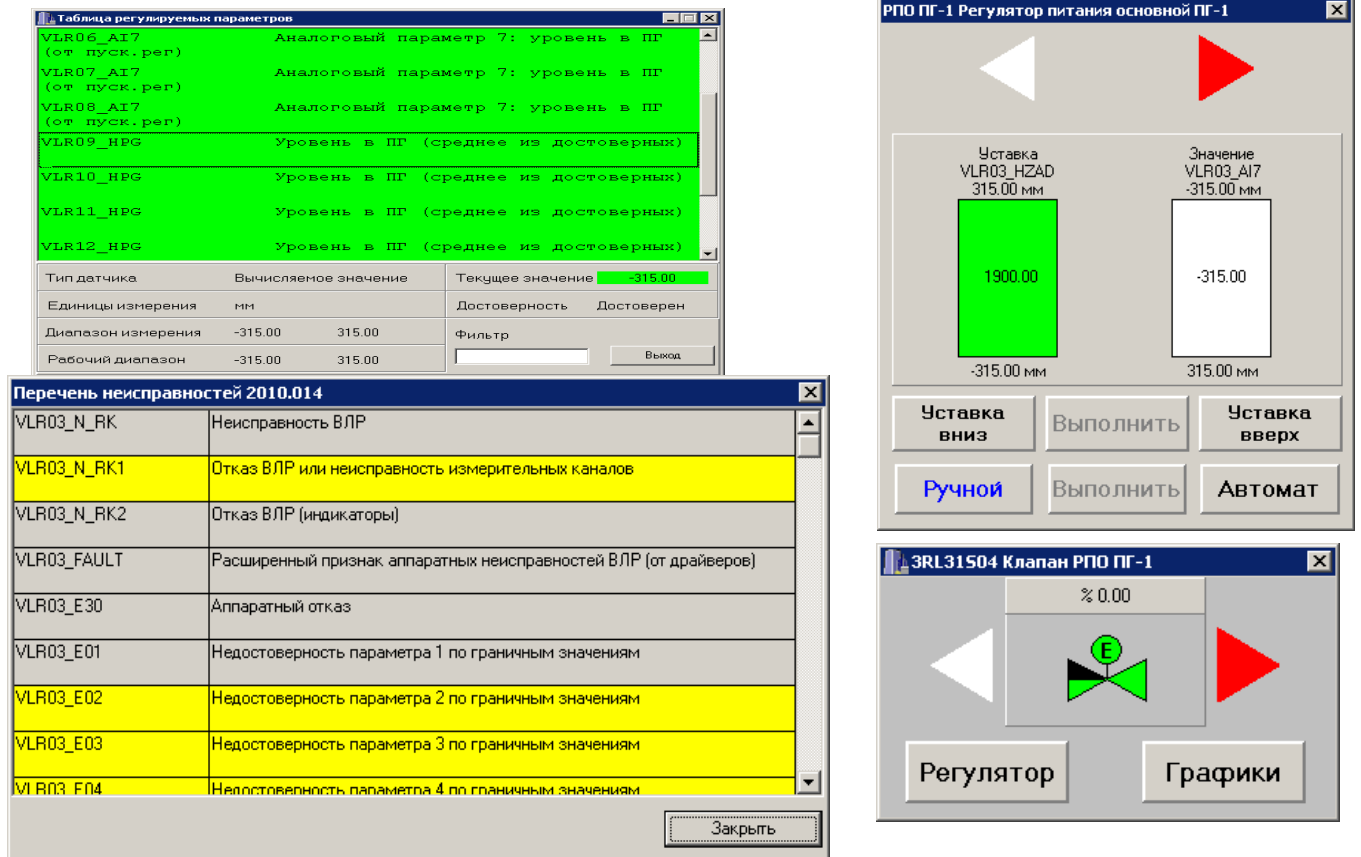 Таблица регулируемых параметров
VLR06_AI7 Аналоговый параметр 7: уровень в ПГ
(от пуск.рег)
VLR07_AI7 Аналоговый параметр 7: уровень в ПГ
(от пуск.рег)
VLR08_AI7 Аналоговый параметр 7: уровень в ПГ
(от пуск.рег)
VLR09_HPG Уровень в ПГ (среднее из достоверных)
VLR10_HPG Уровень в ПГ (среднее из достоверных)
VLR11_HPG Уровень в ПГ (среднее из достоверных)
VLR12_HPG Уровень в ПГ (среднее из достоверных)
Тип датчика Вычисляемое значение Текущее значение -315.00
Единицы измерения мм Достоверность Достоверен
Диапазон измерения -315.00 315.00 Фильтр
Рабочий диапазон -315.00 315.00 Выход
Перечень неисправностей 2010.014
VLR03_N_RK Неисправность ВЛР
VLR03_N_RK1 Отказ ВЛР или неисправность измерительных каналов
VLR03_N_RK2 Отказ ВЛР (индикаторы)
VLR03_FAULT Расширенный признак аппаратных неисправностей ВЛР (от драйверов)
VLR03_E30 Аппаратный отказ
VLR03_E01 Недостоверность параметра 1 по граничным значениям
VLR03_E02 Недостоверность параметра 2 по граничным значениям
VLR03_E03 Недостоверность параметра 3 по граничным значениям
VLR03_E04 Недостоверность параметра 4 по граничным значениям
Закрыть
РПО ПГ-1 Регулятор питания основной ПГ-1
Уставка Значение
VLR03_HZAD VLR03_AI7
315.00 мм -315.00 мм
1900.00 -315.00
-315.00 мм 315.00 мм
Уставка вниз Выполнить Уставка вверх
Ручной Выполнить Автомат
3RL31S04 Клапан РПО ПГ-1
% 0.00
E
Регулятор Графики